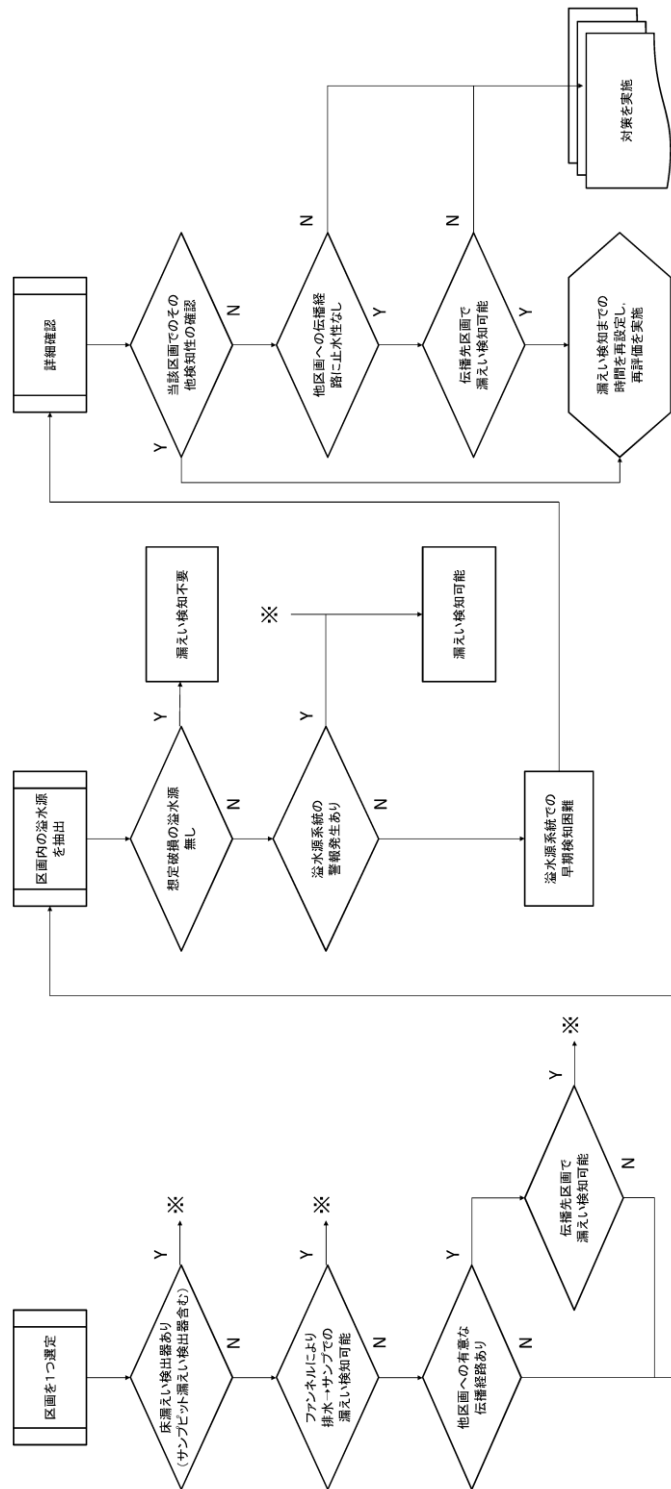 区画を1つ選定
床漏えい検出器あり
(サンプピット漏えい検出器含む)
Y
※
N
ファンネルにより
排水→サンプでの
漏えい検知可能
Y
※
N
他区画への有意な
伝播経路あり
Y
N
伝播先区画で
漏えい検知可能
Y
※
N
区画内の溢水源
を抽出
想定破損の溢水源
無し
Y
漏えい検知不要
N
溢水源系統の
警報発生あり
Y
※
漏えい検知可能
N
溢水源系統での
早期検知困難
詳細確認
当該区画でのその
他検知性の確認
Y
N
他区画への伝播経
路に止水性なし
N
Y
伝播先区画で
漏えい検知可能
N
Y
漏えい検知までの
時間を再設定し,
再評価を実施
対策を実施